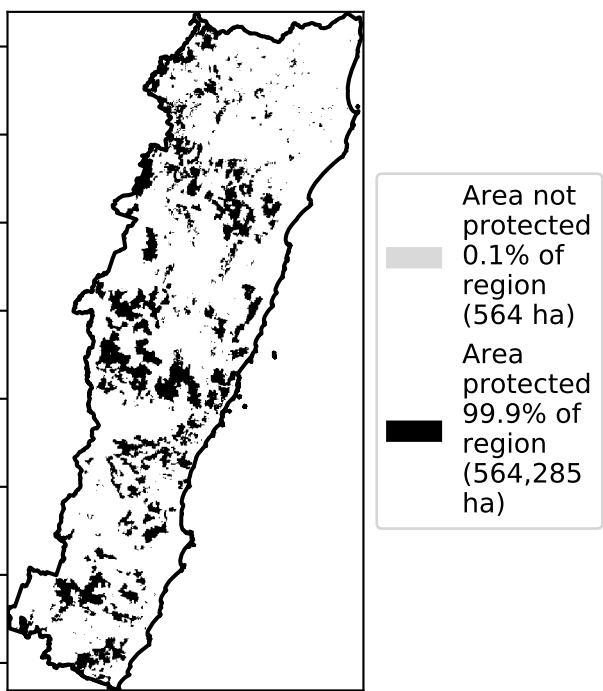 Area not
protected
0.1% of
region
(564 ha)
Area
protected
99.9% of
region
(564,285
ha)